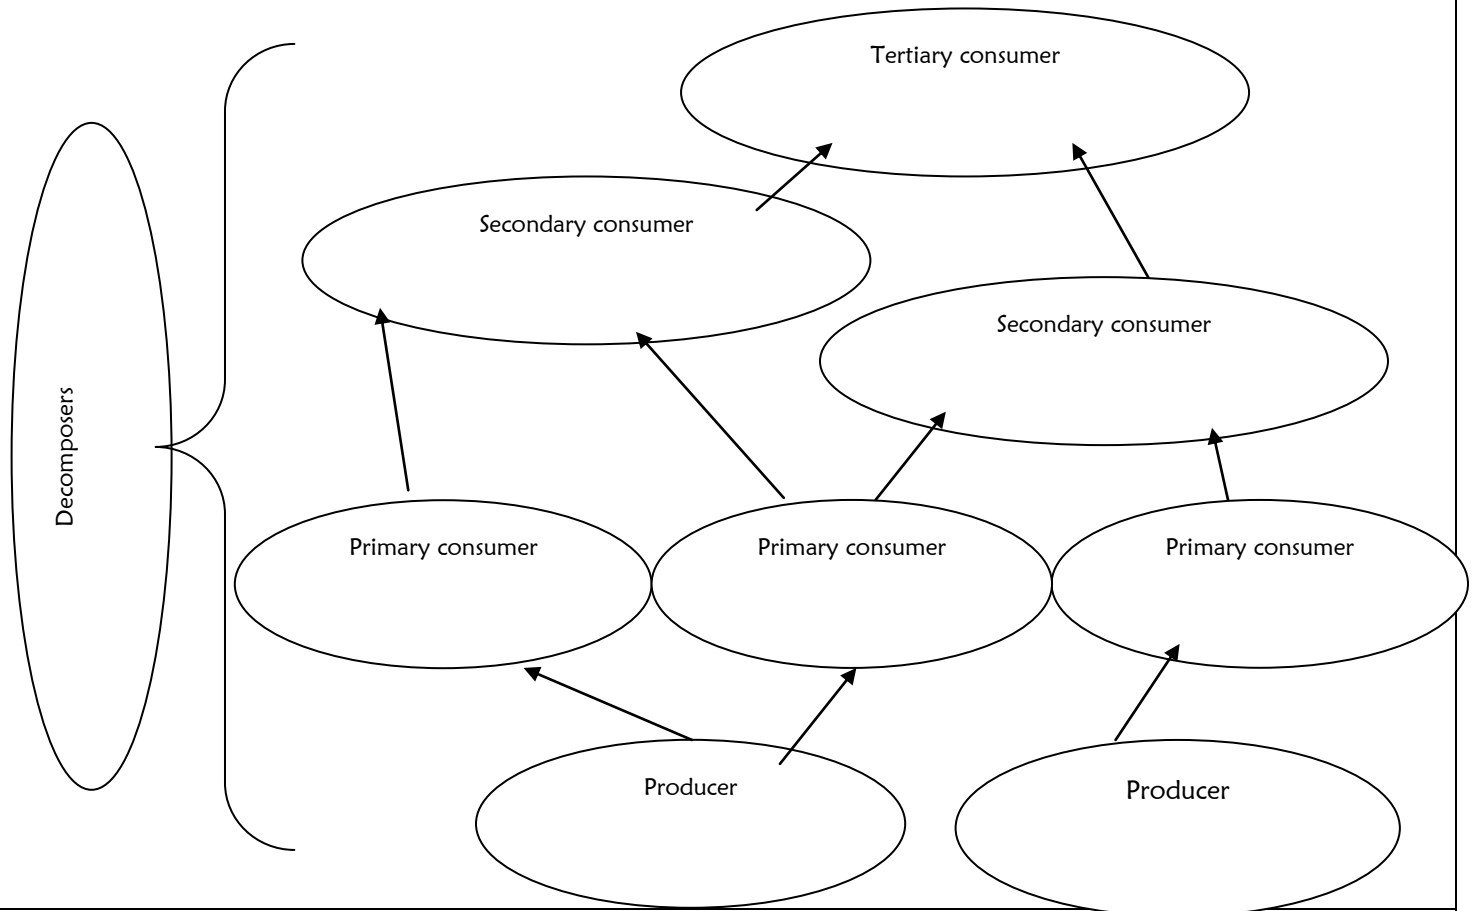 Tertiary consumer
Secondary consumer
Secondary consumer
Decomposers
Primary consumer
Primary consumer
Primary consumer
Producer
Producer